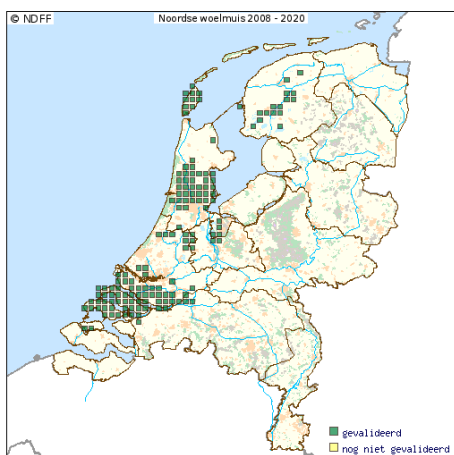 © NDFF
Noordse woelmuis 2008 - 2020
gevalideerd
nog niet gevalideerd